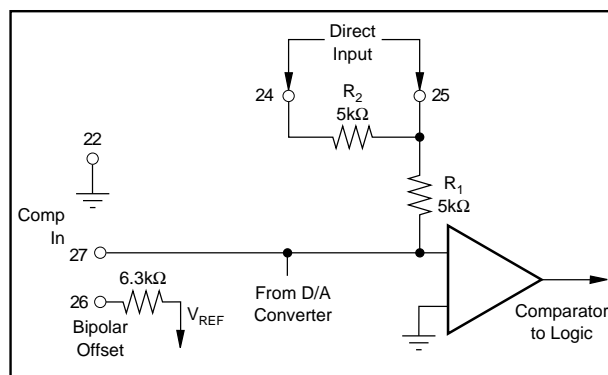 Direct
Input
24
R2
5kΩ
25
22
R1
5kΩ
Comp
In
27
6.3kΩ
26
VREF
Bipolar
Offset
From D/A
Converter
Comparator
to Logic